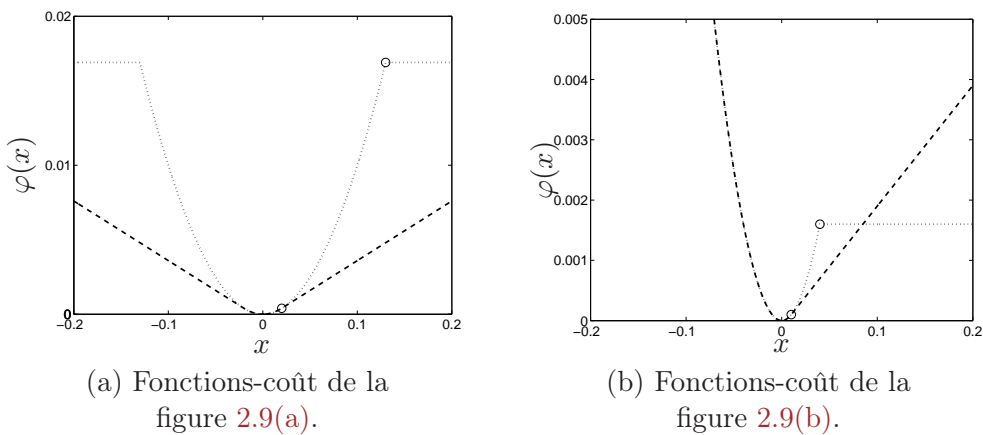 0.02
0.01
0
−0.2
−0.1
0
0.1
0.2
φ(x)
x
(a) Fonctions-coût de la
figure 2.9(a).
0.005
0.004
0.003
0.002
0.001
0
−0.2
−0.1
0
0.1
0.2
φ(x)
x
(b) Fonctions-coût de la
figure 2.9(b).